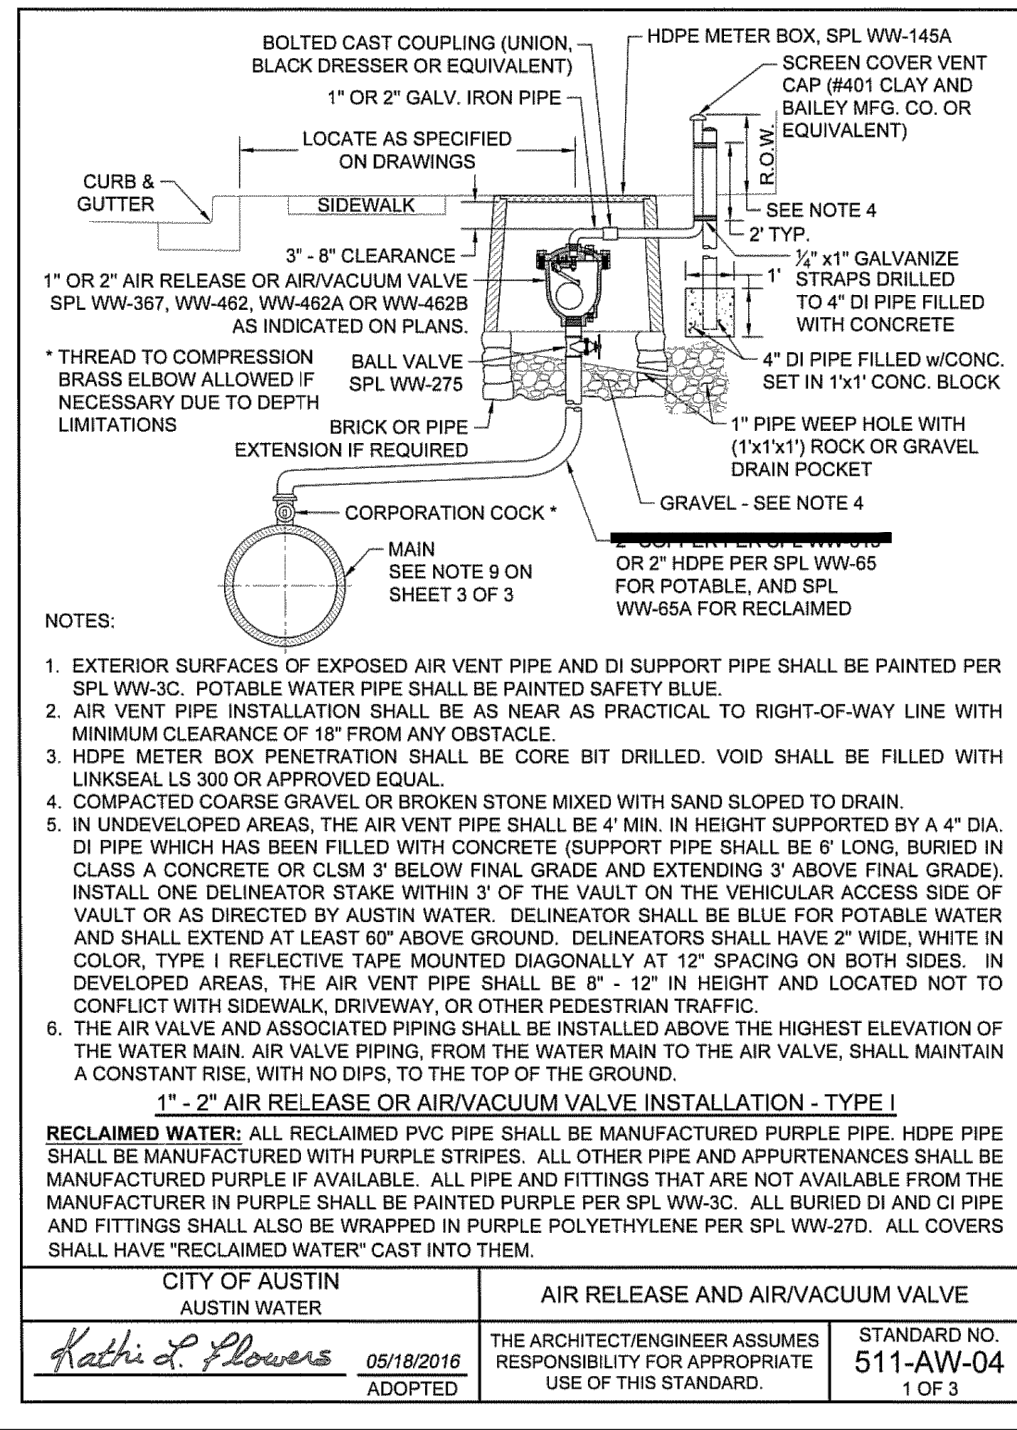 BOLTED CAST COUPLING (UNION,
BLACK DRESSER OR EQUIVALENT)
HDPE METER BOX, SPL WW-145A
SCREEN COVER VENT
CAP (#401 CLAY AND
BAILEY MFG. CO. OR
EQUIVALENT)
1" OR 2" GALV. IRON PIPE
LOCATE AS SPECIFIED
ON DRAWINGS
R.O.W.
CURB &
GUTTER
SIDEWALK
SEE NOTE 4
2' TYP.
3" - 8" CLEARANCE
1" OR 2" AIR RELEASE OR AIR/VACUUM VALVE
SPL WW-367, WW-462, WW-462A OR WW-462B
AS INDICATED ON PLANS.
1'
¼" x1" GALVANIZE
STRAPS DRILLED
TO 4" DI PIPE FILLED
WITH CONCRETE
* THREAD TO COMPRESSION
BRASS ELBOW ALLOWED IF
NECESSARY DUE TO DEPTH
LIMITATIONS
BALL VALVE
SPL WW-275
4" DI PIPE FILLED w/CONC.
SET IN 1'x1' CONC. BLOCK
BRICK OR PIPE
EXTENSION IF REQUIRED
1" PIPE WEEP HOLE WITH
(1'x1'x1') ROCK OR GRAVEL
DRAIN POCKET
GRAVEL - SEE NOTE 4
CORPORATION COCK *
MAIN
SEE NOTE 9 ON
SHEET 3 OF 3
OR 2" HDPE PER SPL WW-65
FOR POTABLE, AND SPL
WW-65A FOR RECLAIMED
NOTES:
1. EXTERIOR SURFACES OF EXPOSED AIR VENT PIPE AND DI SUPPORT PIPE SHALL BE PAINTED PER
SPL WW-3C. POTABLE WATER PIPE SHALL BE PAINTED SAFETY BLUE.
2. AIR VENT PIPE INSTALLATION SHALL BE AS NEAR AS PRACTICAL TO RIGHT-OF-WAY LINE WITH
MINIMUM CLEARANCE OF 18" FROM ANY OBSTACLE.
3. HDPE METER BOX PENETRATION SHALL BE CORE BIT DRILLED. VOID SHALL BE FILLED WITH
LINKSEAL LS 300 OR APPROVED EQUAL.
4. COMPACTED COARSE GRAVEL OR BROKEN STONE MIXED WITH SAND SLOPED TO DRAIN.
5. IN UNDEVELOPED AREAS, THE AIR VENT PIPE SHALL BE 4' MIN. IN HEIGHT SUPPORTED BY A 4" DIA.
DI PIPE WHICH HAS BEEN FILLED WITH CONCRETE (SUPPORT PIPE SHALL BE 6' LONG, BURIED IN
CLASS A CONCRETE OR CLSM 3' BELOW FINAL GRADE AND EXTENDING 3' ABOVE FINAL GRADE).
INSTALL ONE DELINEATOR STAKE WITHIN 3' OF THE VAULT ON THE VEHICULAR ACCESS SIDE OF
VAULT OR AS DIRECTED BY AUSTIN WATER. DELINEATOR SHALL BE BLUE FOR POTABLE WATER
AND SHALL EXTEND AT LEAST 60" ABOVE GROUND. DELINEATORS SHALL HAVE 2" WIDE, WHITE IN
COLOR, TYPE I REFLECTIVE TAPE MOUNTED DIAGONALLY AT 12" SPACING ON BOTH SIDES. IN
DEVELOPED AREAS, THE AIR VENT PIPE SHALL BE 8" - 12" IN HEIGHT AND LOCATED NOT TO
CONFLICT WITH SIDEWALK, DRIVEWAY, OR OTHER PEDESTRIAN TRAFFIC.
6. THE AIR VALVE AND ASSOCIATED PIPING SHALL BE INSTALLED ABOVE THE HIGHEST ELEVATION OF
THE WATER MAIN. AIR VALVE PIPING, FROM THE WATER MAIN TO THE AIR VALVE, SHALL MAINTAIN
A CONSTANT RISE, WITH NO DIPS, TO THE TOP OF THE GROUND.
1" - 2" AIR RELEASE OR AIR/VACUUM VALVE INSTALLATION - TYPE I
RECLAIMED WATER: ALL RECLAIMED PVC PIPE SHALL BE MANUFACTURED PURPLE PIPE. HDPE PIPE
SHALL BE MANUFACTURED WITH PURPLE STRIPES. ALL OTHER PIPE AND APPURTENANCES SHALL BE
MANUFACTURED PURPLE IF AVAILABLE. ALL PIPE AND FITTINGS THAT ARE NOT AVAILABLE FROM THE
MANUFACTURER IN PURPLE SHALL BE PAINTED PURPLE PER SPL WW-3C. ALL BURIED DI AND CI PIPE
AND FITTINGS SHALL ALSO BE WRAPPED IN PURPLE POLYETHYLENE PER SPL WW-27D. ALL COVERS
SHALL HAVE "RECLAIMED WATER" CAST INTO THEM.
CITY OF AUSTIN
AUSTIN WATER
AIR RELEASE AND AIR/VACUUM VALVE
Kathi L. Flowers
05/18/2016
ADOPTED
THE ARCHITECT/ENGINEER ASSUMES
RESPONSIBILITY FOR APPROPRIATE
USE OF THIS STANDARD.
STANDARD NO.
511-AW-04
1 OF 3